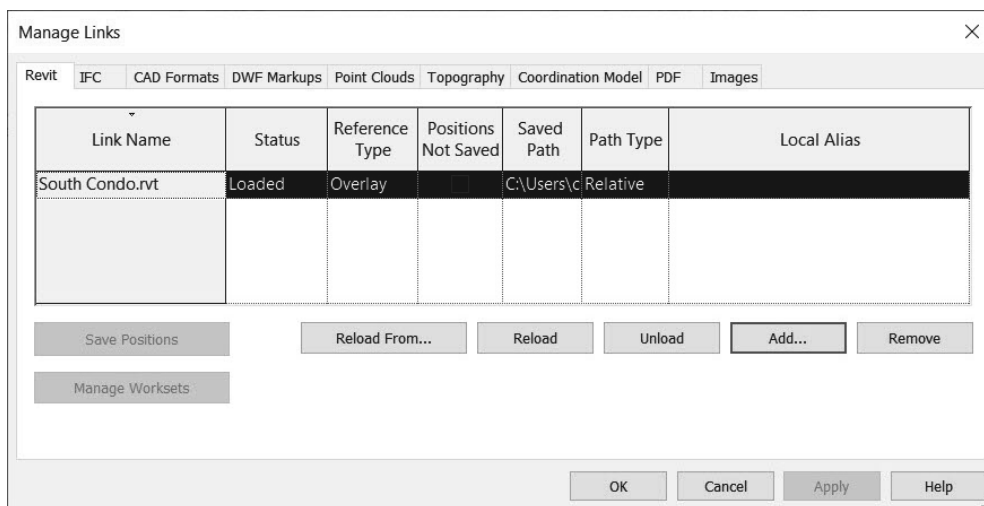 Manage Links
Revit IFC CAD Formats DWF Markups Point Clouds Topography Coordination Model PDF Images
Link Name Status Reference Type Positions Not Saved Saved Path Path Type Local Alias
South Condo.rvt Loaded Overlay C:\Users\c Relative
Save Positions Reload From... Reload Unload Add... Remove
Manage Worksets
OK Cancel Apply Help